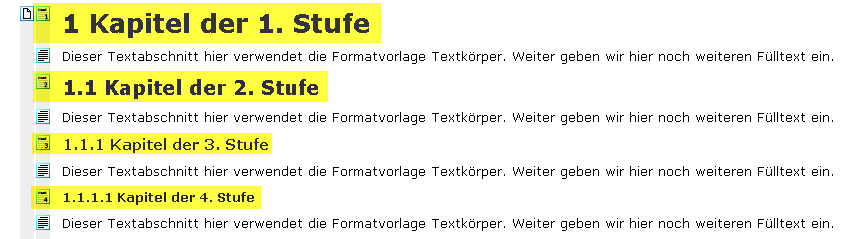 1 Kapitel der 1. Stufe
Dieser Textabschnitt hier verwendet die Formatvorlage Textkörper. Weiter geben wir hier noch weiteren Fülltext ein.
1.1 Kapitel der 2. Stufe
Dieser Textabschnitt hier verwendet die Formatvorlage Textkörper. Weiter geben wir hier noch weiteren Fülltext ein.
1.1.1 Kapitel der 3. Stufe
Dieser Textabschnitt hier verwendet die Formatvorlage Textkörper. Weiter geben wir hier noch weiteren Fülltext ein.
1.1.1.1 Kapitel der 4. Stufe
Dieser Textabschnitt hier verwendet die Formatvorlage Textkörper. Weiter geben wir hier noch weiteren Fülltext ein.